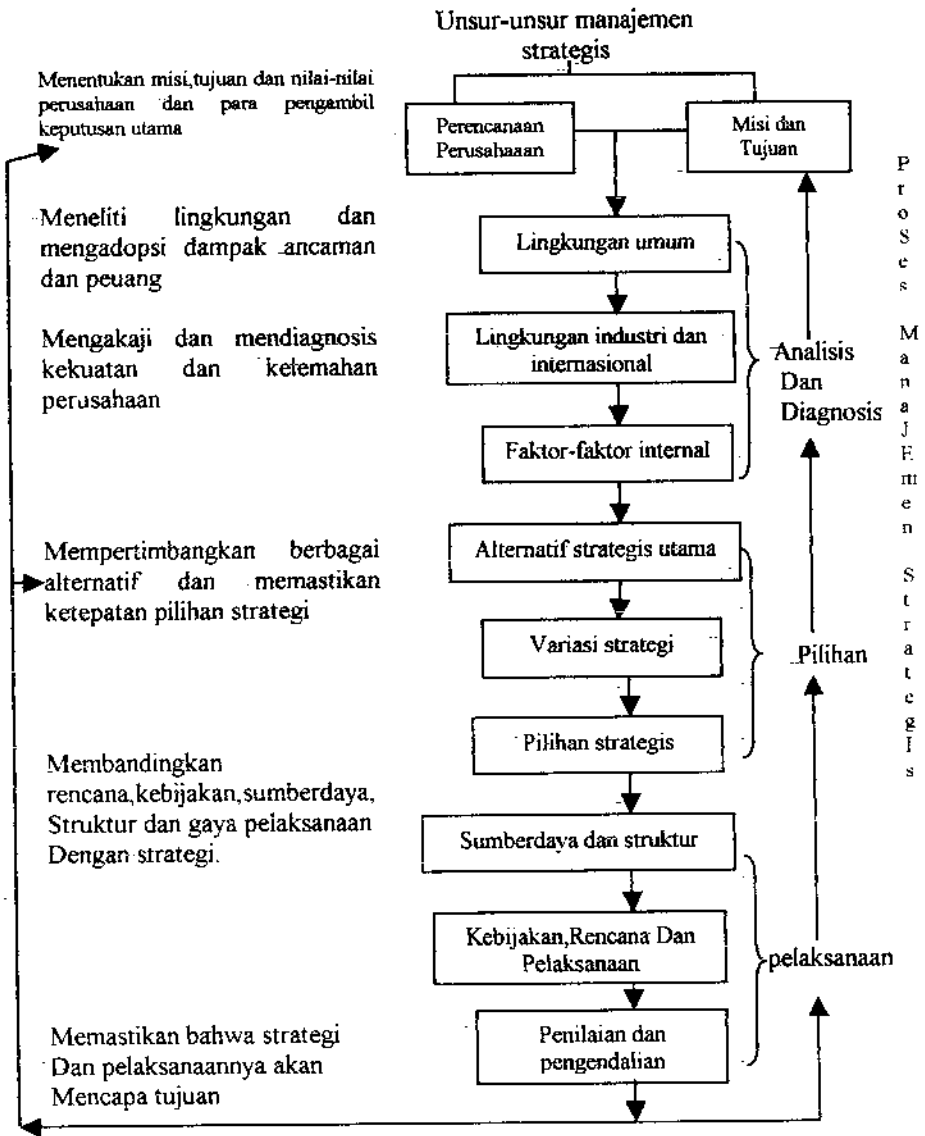 Unsur-unsur manajemen
strategis
Menentukan misi,tujuan dan nilai-nilai
perusahaan dan para pengambil
keputusan utama
Perencanaan
Perusahaaan
Misi dan
Tujuan
Meneliti lingkungan dan
mengadopsi dampak ancaman
dan peuang
Lingkungan umum
Mengakaji dan mendiagnosis
kekuatan dan kelemahan
perusahaan
Lingkungan industri dan
internasional
Analisis
Dan
Diagnosis
Faktor-faktor internal
Mempertimbangkan berbagai
alternatif dan memastikan
ketepatan pilihan strategi
Alternatif strategis utama
Variasi strategi
Pilihan
Pilihan strategis
Membandingkan
rencana,kebijakan,sumberdaya,
Struktur dan gaya pelaksanaan
Dengan strategi.
Sumberdaya dan struktur
Kebijakan,Rencana Dan
Pelaksanaan
pelaksanaan
Memastikan bahwa strategi
Dan pelaksanaannya akan
Mencapa tujuan
Penilaian dan
pengendalian
ProSes ManaJEmen StrategIs